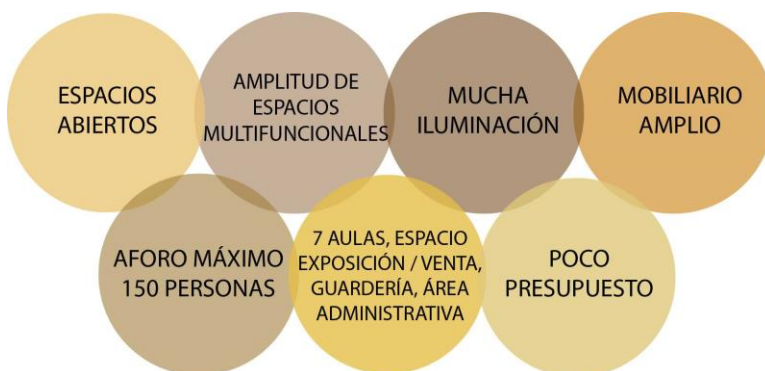 ESPACIOS
ABIERTOS
AMPLITUD DE
ESPACIOS
MULTIFUNCIONALES
MUCHA
ILUMINACIÓN
MOBILIARIO
AMPLIO
AFORO MÁXIMO
150 PERSONAS
7 AULAS, ESPACIO
EXPOSICIÓN / VENTA,
GUARDERÍA, ÁREA
ADMINISTRATIVA
POCO
PRESUPUESTO